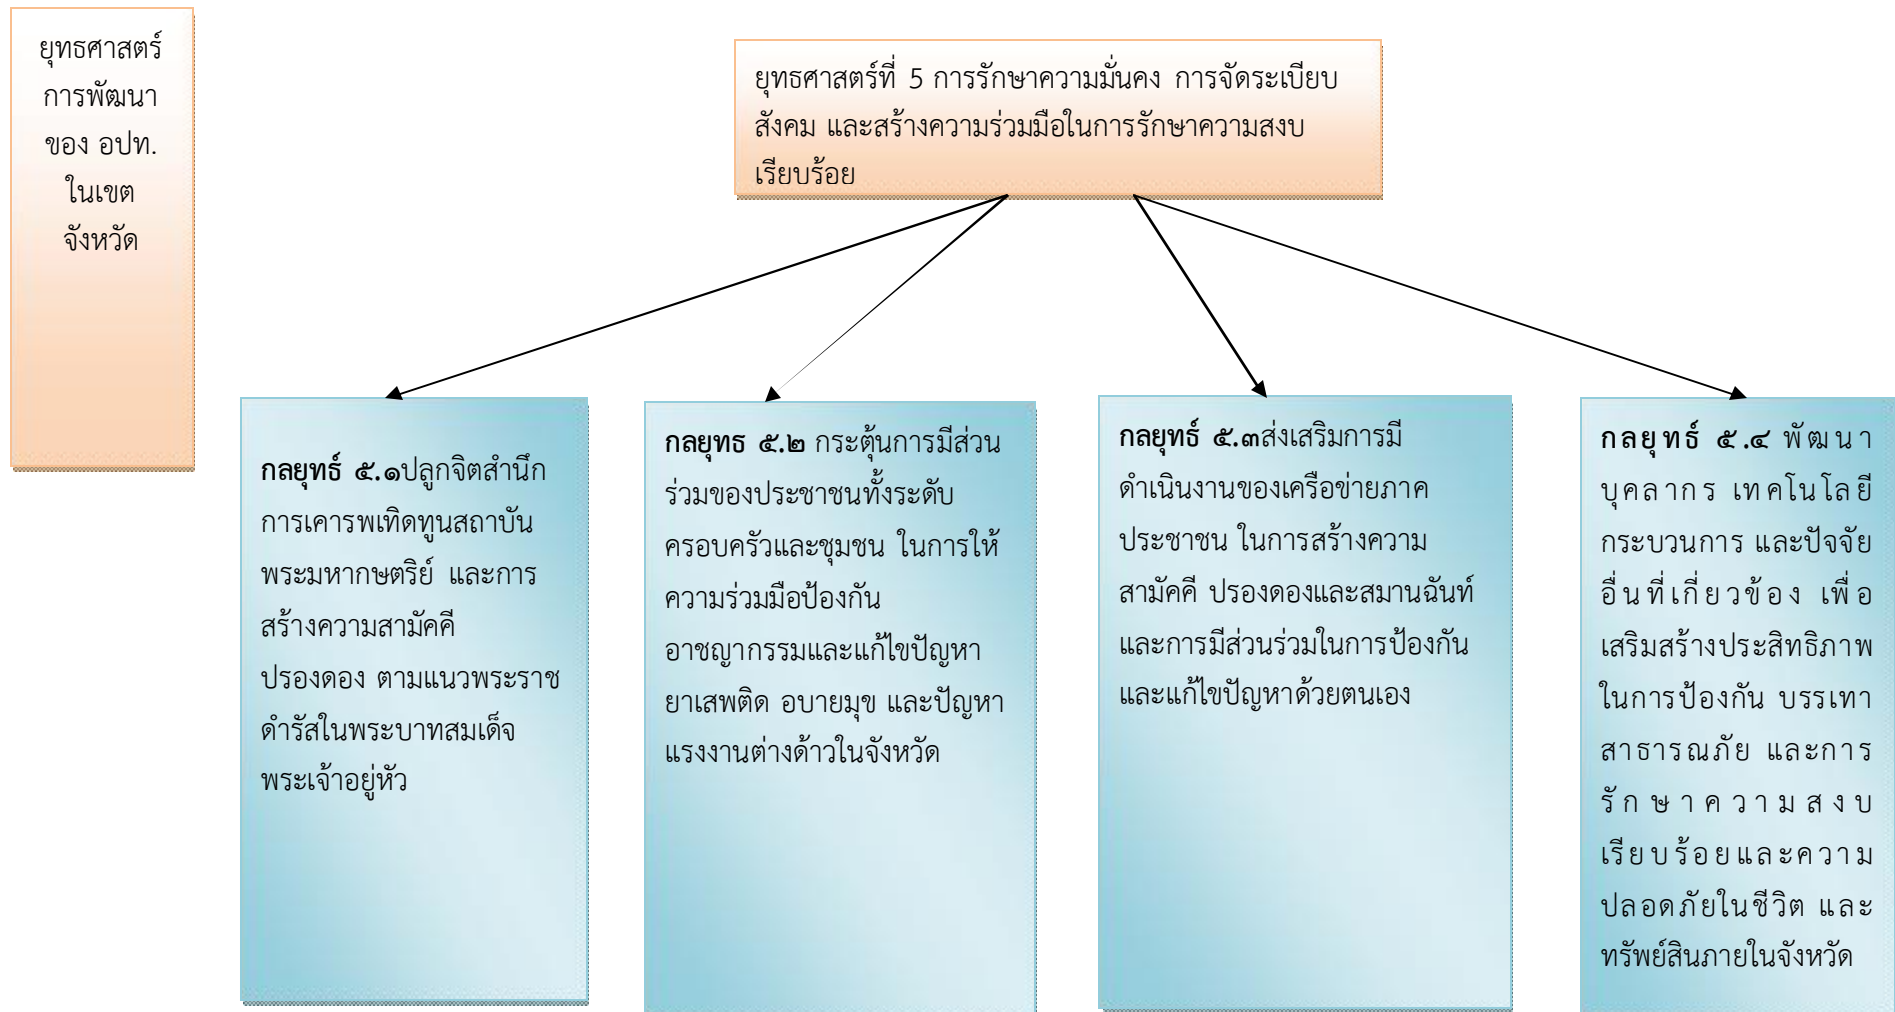 ยุทธศาสตร์
การพัฒนา
ของ อปท.
ในเขต
จังหวัด
ยุทธศาสตร์ที่ 5 การรักษาความมั่นคง การจัดระเบียบ
สังคม และสร้างความร่วมมือในการรักษาความสงบ
เรียบร้อย
กลยุทธ์ ๕.๑ปลูกจิตสำนึก
การเคารพเทิดทูนสถาบัน
พระมหากษตริย์ และการ
สร้างความสามัคคี
ปรองดอง ตามแนวพระราช
ดำรัสในพระบาทสมเด็จ
พระเจ้าอยู่หัว
กลยุทธ ๕.๒ กระตุ้นการมีส่วน
ร่วมของประชาชนทั้งระดับ
ครอบครัวและชุมชน ในการให้
ความร่วมมือป้องกัน
อาชญากรรมและแก้ไขปัญหา
ยาเสพติด อบายมุข และปัญหา
แรงงานต่างด้าวในจังหวัด
กลยุทธ์ ๕.๓ส่งเสริมการมี
ดำเนินงานของเครือข่ายภาค
ประชาชน ในการสร้างความ
สามัคคี ปรองดองและสมานฉันท์
และการมีส่วนร่วมในการป้องกัน
และแก้ไขปัญหาด้วยตนเอง
กลยุทธ์ ๕.๔ พัฒนา
บุคลากร เทคโนโลยี
กระบวนการ และปัจจัย
อื่นที่เกี่ยวข้อง เพื่อ
เสริมสร้างประสิทธิภาพ
ในการป้องกัน บรรเทา
สาธารณภัย และการ
รักษาความสงบ
เรียบร้อยและความ
ปลอดภัยในชีวิต และ
ทรัพย์สินภายในจังหวัด